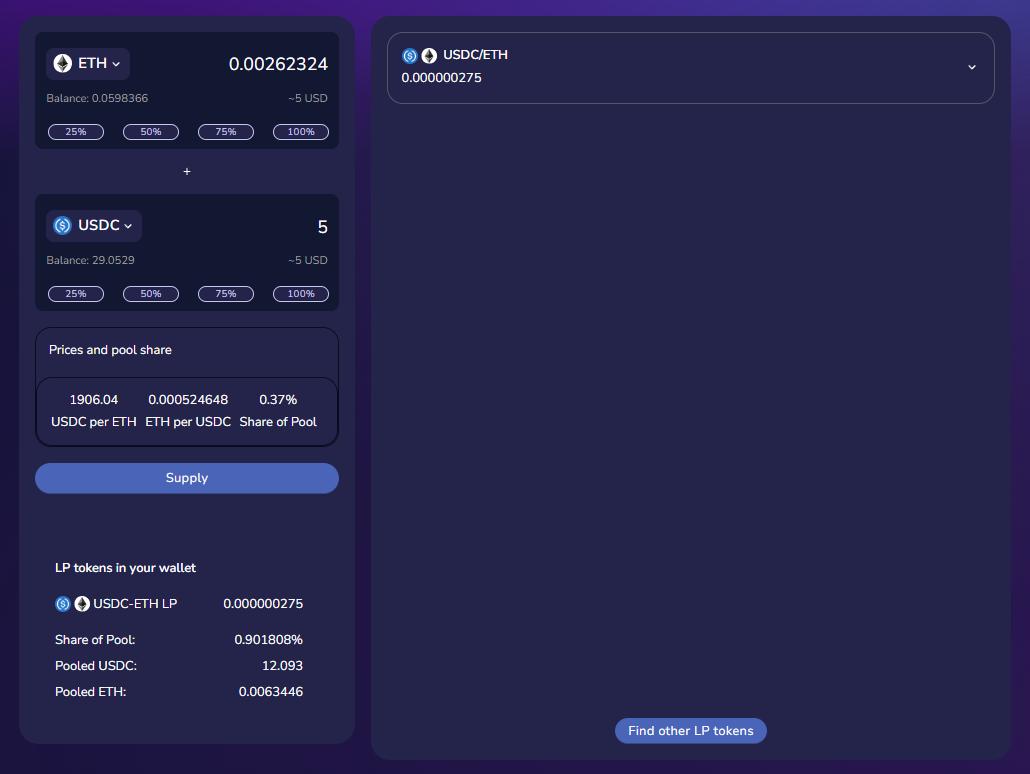 ETH
0.00262324
Balance: 0.0598366
~5 USD
25% 50% 75% 100%
+
USDC
5
Balance: 29.0529
~5 USD
25% 50% 75% 100%
Prices and pool share
1906.04 0.000524648 0.37%
USDC per ETH ETH per USDC Share of Pool
Supply
LP tokens in your wallet
USDC-ETH LP 0.000000275
Share of Pool: 0.901808%
Pooled USDC: 12.093
Pooled ETH: 0.0063446
USDC/ETH
0.000000275
Find other LP tokens